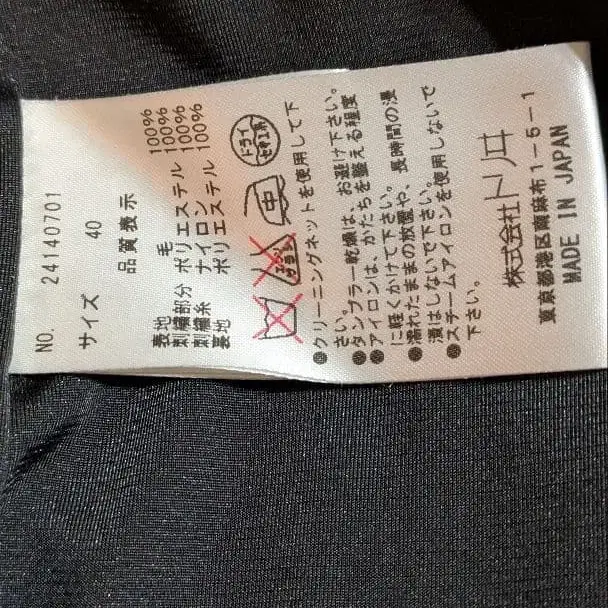 NO. 24140701
サイズ 40
品質表示
表地 毛 100%
刺繍部分 ポリエステル 100%
刺繍糸 ナイロン 100%
裏地 ポリエステル 100%
エンソサラシ 中 ドライ セキユ系
●クリーニングネットを使用して下
さい。
●タンブラー乾燥は、お避け下さい。
●アイロンは、かたちを整える程度
に軽くかけて下さい。
●濡れたままの放置や、長時間の浸
漬はしないで下さい。
●スチームアイロンを使用しないで
下さい。
株式会社トリヰ
東京都港区南麻布1-5-1
MADE IN JAPAN